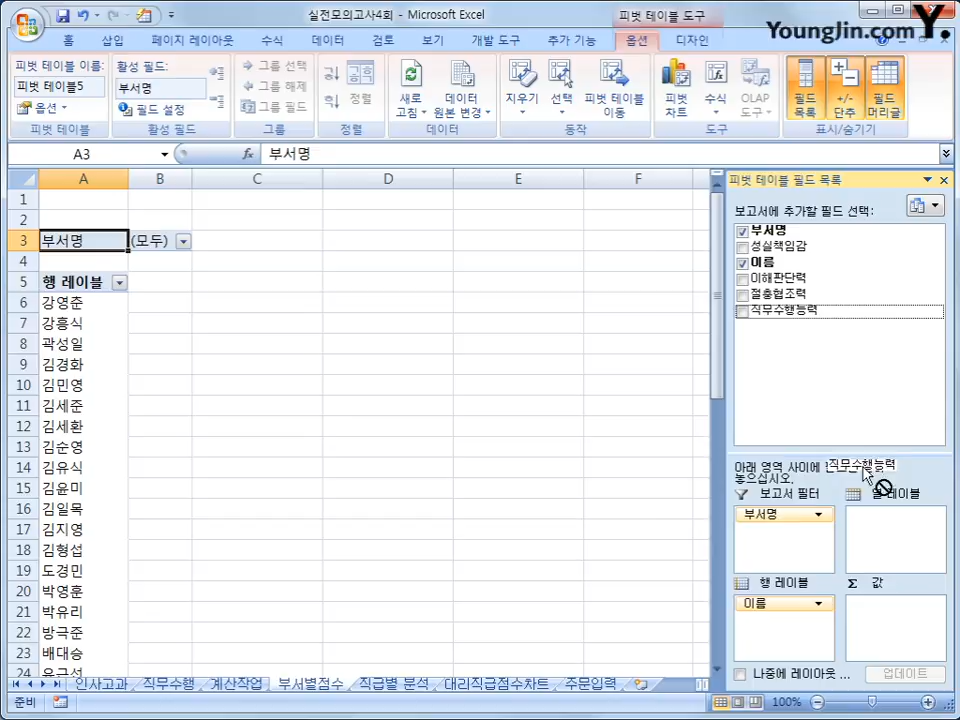 실전모의고사4회 - Microsoft Excel
피벗 테이블 도구
YoungJin.com Y.
홈 삽입 페이지 레이아웃 수식 데이터 검토 보기 개발 도구 추가 기능 옵션 디자인
피벗 테이블 이름:
피벗 테이블5
옵션
피벗 테이블
활성 필드:
부서명
필드 설정
활성 필드
그룹 선택
그룹 해제
그룹 필드
그룹
정렬
정렬
새로 고침
데이터 원본 변경
데이터
지우기
선택
피벗 테이블 이동
동작
피벗 차트
수식
OLAP 도구
도구
필드 목록
+/- 단추
필드 머리글
표시/숨기기
A3
fx
부서명
A B C D E F
1
2
3 부서명 (모두)
4
5 행 레이블
6 강영준
7 강흥식
8 곽성일
9 김경화
10 김민영
11 김세준
12 김세환
13 김순영
14 김유식
15 김윤미
16 김일목
17 김지영
18 김형섭
19 도경민
20 박영훈
21 박유리
22 방극준
23 배대승
24
피벗 테이블 필드 목록
보고서에 추가할 필드 선택:
부서명
성실책임감
이름
이해판단력
절충협조력
직무수행능력
아래 영역 사이에
직무수행능력
놓으십시오.
보고서 필터
레이블
부서명
행 레이블
Σ 값
이름
나중에 레이아웃 ...
업데이트
인사고과 직무수행 계산작업 부서별점수 직급별 분석 대리직급점수차트 주문입력
준비
100%